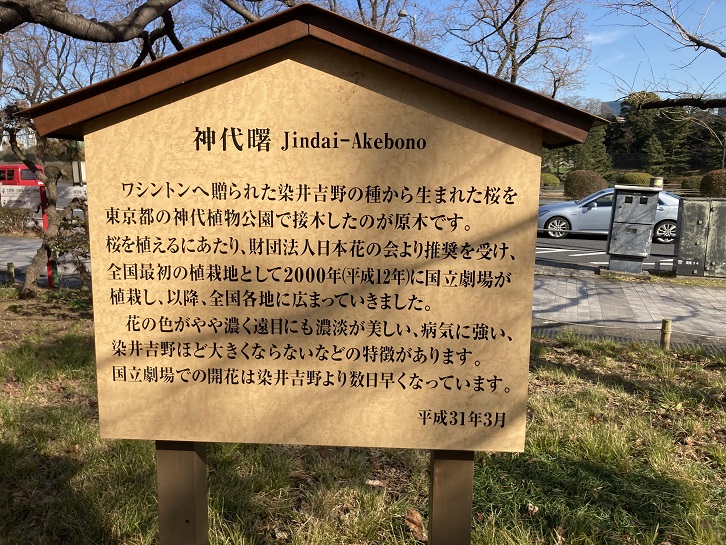 神代曙 Jindai-Akebono
ワシントンへ贈られた染井吉野の種から生まれた桜を
東京都の神代植物公園で接木したのが原木です。
桜を植えるにあたり、財団法人日本花の会より推奨を受け、
全国最初の植栽地として2000年(平成12年)に国立劇場が
植栽し、以降、全国各地に広まっていきました。
花の色がやや濃く遠目にも濃淡が美しい、病気に強い、
染井吉野ほど大きくならないなどの特徴があります。
国立劇場での開花は染井吉野より数日早くなっています。
平成31年3月